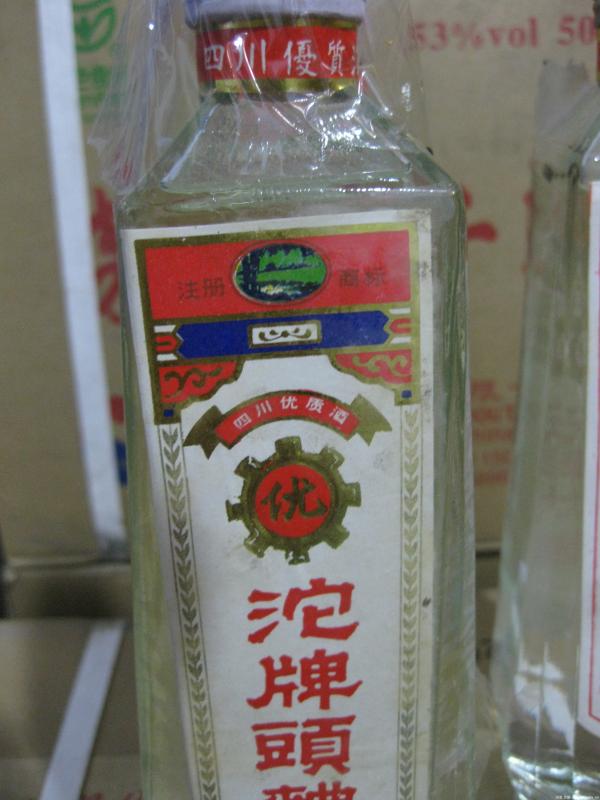 四川優質
53%vol 50
注册 商标
四川优质酒
优
沱牌頭